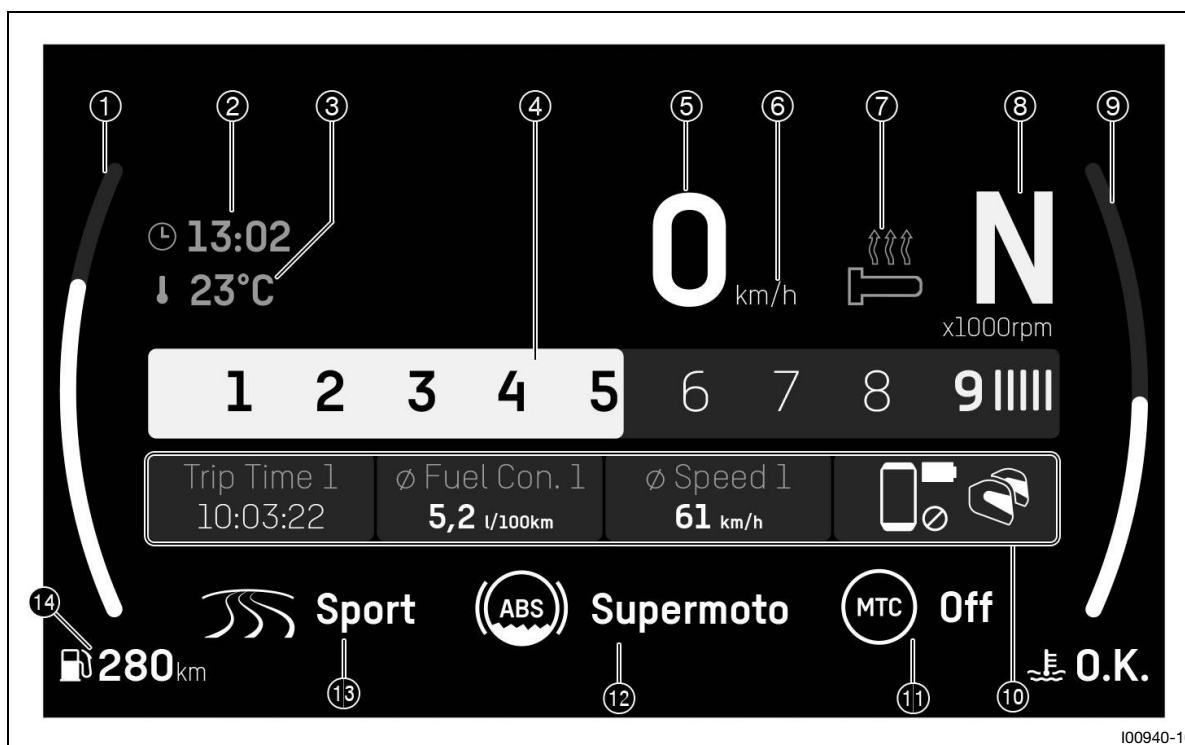 1 2 3 4 5 6 7 8 9
13:02
23°C
0 km/h
N
x1000rpm
1 2 3 4 5 6 7 8 9
Trip Time 1 ø Fuel Con. 1 ø Speed 1
10:03:22 5,2 l/100km 61 km/h
Sport ABS Supermoto MTC Off
14
280 km
O.K.
13 12 11 10
I00940-1